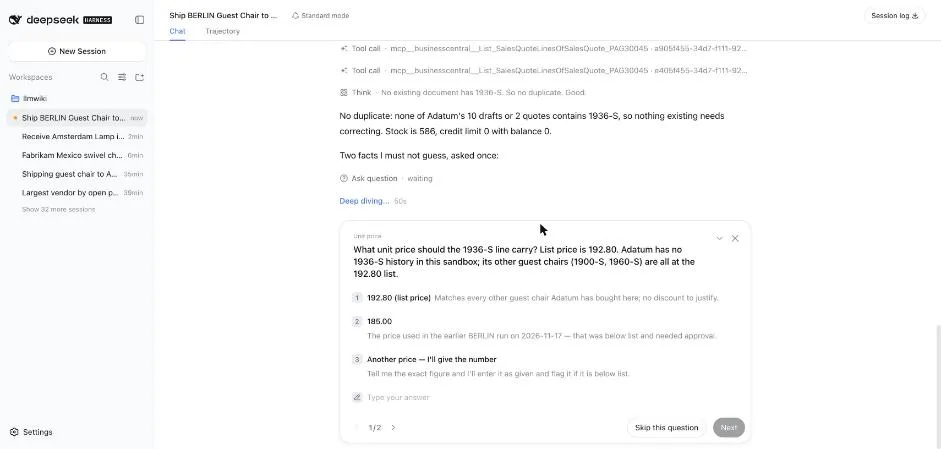 deepseek HARNESS
New Session
Workspaces
llmwiki
Ship BERLIN Guest Chair to... now
Receive Amsterdam Lamp i... 2min
Fabrikam Mexico swivel ch... 6min
Shipping guest chair to A... 35min
Largest vendor by open p... 39min
Show 32 more sessions
Settings
Ship BERLIN Guest Chair to ... Standard mode
Session log
Chat Trajectory
Tool call · mcp__businesscentral__List_SalesQuoteLinesOfSalesQuote_PAG30045 · a905f455-34d7-f111-92...
Tool call · mcp__businesscentral__List_SalesQuoteLinesOfSalesQuote_PAG30045 · e405f455-34d7-f111-92...
Think · No existing document has 1936-S. So no duplicate. Good.
No duplicate: none of Adatum's 10 drafts or 2 quotes contains 1936-S, so nothing existing needs
correcting. Stock is 586, credit limit 0 with balance 0.
Two facts I must not guess, asked once:
Ask question · waiting
Deep diving... 60s
Unit price
What unit price should the 1936-S line carry? List price is 192.80. Adatum has no
1936-S history in this sandbox; its other guest chairs (1900-S, 1960-S) are all at the
192.80 list.
1 192.80 (list price) Matches every other guest chair Adatum has bought here; no discount to justify.
2 185.00
The price used in the earlier BERLIN run on 2026-11-17 — that was below list and needed approval.
3 Another price — I'll give the number
Tell me the exact figure and I'll enter it as given and flag it if it is below list.
Type your answer
1/2
Skip this question
Next